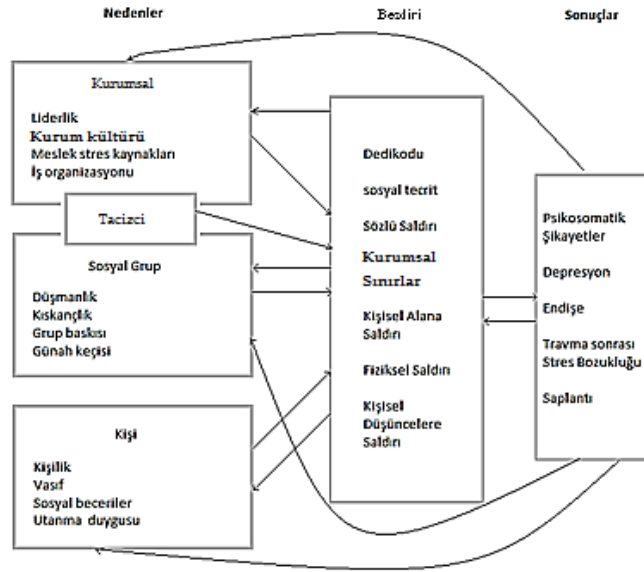 Nedenler
Beзliri
Sonuçlar
Kurumsal
Liderlik
Kurum kültürü
Meslek stres kaynakları
İş organizasyonu
Tacizci
Sosyal Grup
Düşmanlık
Kıskançlık
Grup baskısı
Günah keçisi
Kişi
Kişilik
Vasıf
Sosyal beceriler
Utanma duygusu
Dedikodu
sosyal tecrit
Sözlü Saldırı
Kurumsal
Sınırlar
Kişisel Alana
Saldırı
Fiziksel Saldırı
Kişisel
Düşüncelere
Saldırı
Psikosomatik
Şikayetler
Depresyon
Endişe
Travma sonrası
Stres Bozukluğu
Saplantı